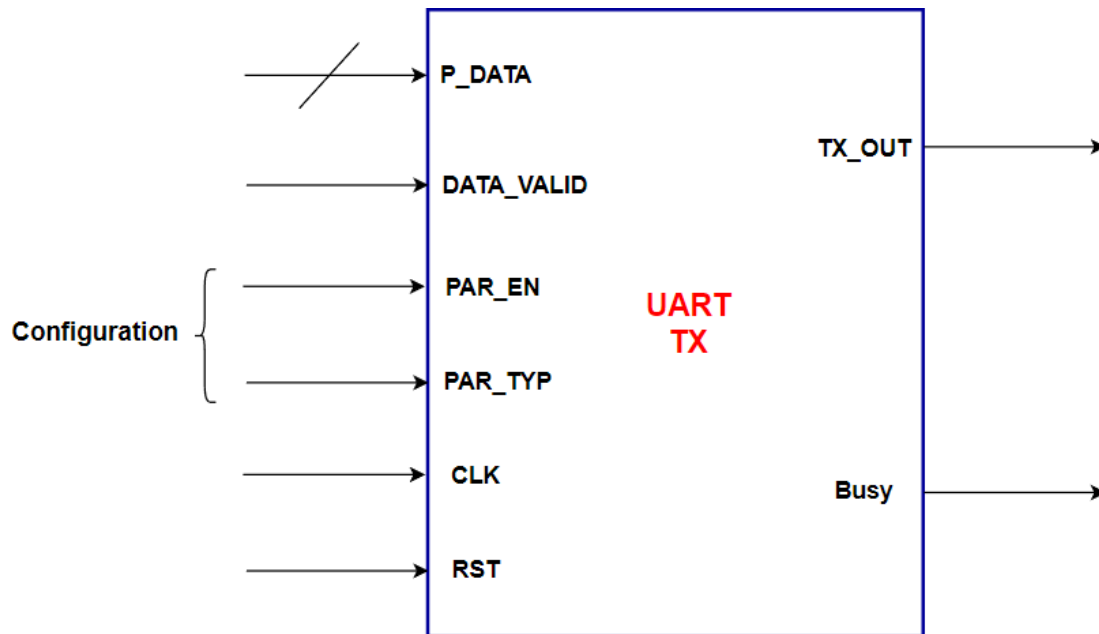 P_DATA
TX_OUT
DATA_VALID
PAR_EN
UART
TX
Configuration
PAR_TYP
CLK
Busy
RST